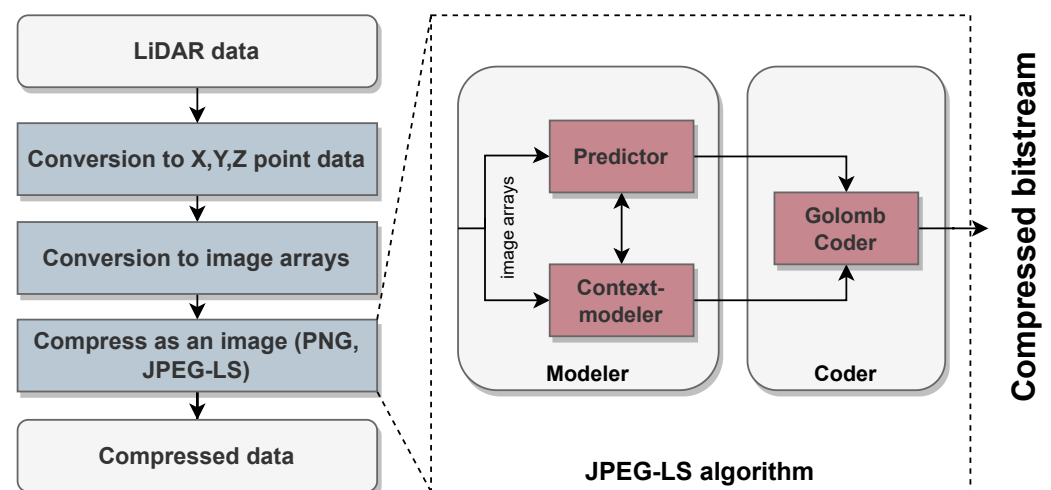 LiDAR data
Conversion to X,Y,Z point data
Conversion to image arrays
Compress as an image (PNG,
JPEG-LS)
Compressed data
image arrays
Predictor
Context-
modeler
Modeler
Golomb
Coder
Coder
JPEG-LS algorithm
Compressed bitstream